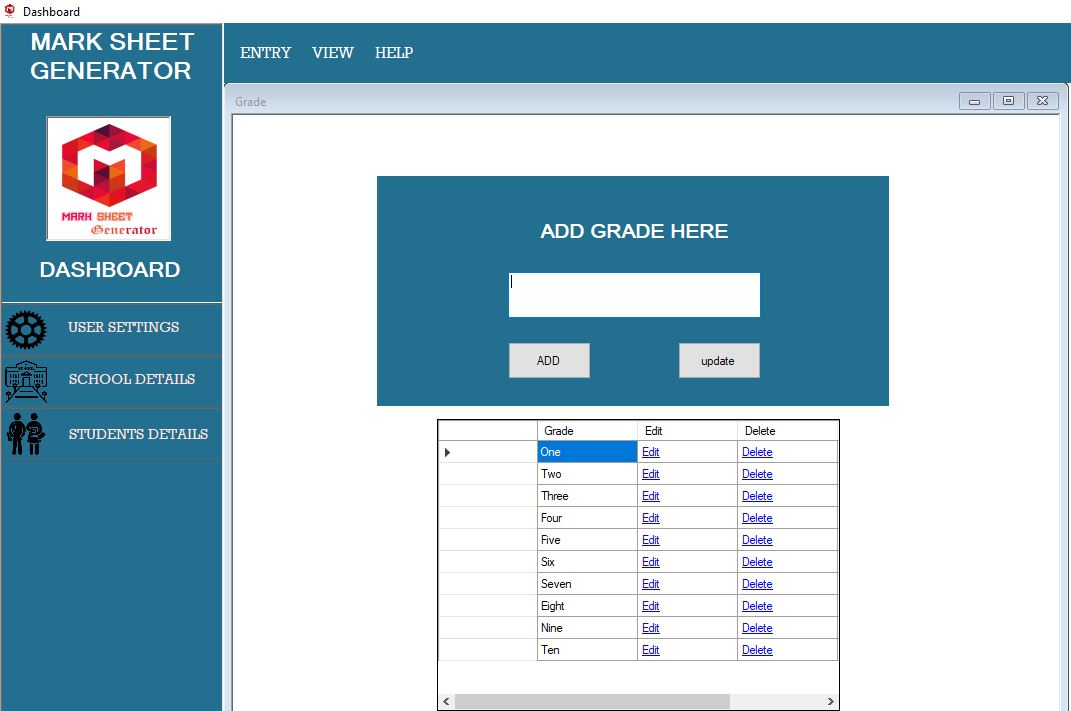 Dashboard
MARK SHEET
GENERATOR
MARK SHEET
Generator
DASHBOARD
USER SETTINGS
SCHOOL DETAILS
STUDENTS DETAILS
ENTRY VIEW HELP
Grade
ADD GRADE HERE
ADD update
Grade Edit Delete
One Edit Delete
Two Edit Delete
Three Edit Delete
Four Edit Delete
Five Edit Delete
Six Edit Delete
Seven Edit Delete
Eight Edit Delete
Nine Edit Delete
Ten Edit Delete